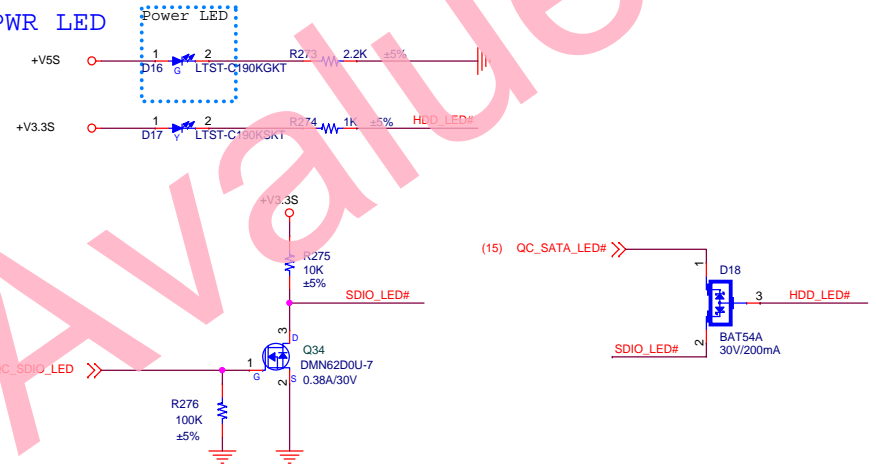 Power LED
PWR LED
+V5S
1
2
D16
G
LTST-C190KGKT
R273
2.2K
±5%
+V3.3S
1
2
D17
Y
LTST-C190KSKT
R274
1K
±5%
HDD_LED#
+V3.3S
R275
10K
±5%
SDIO_LED#
3
D
Q34
DMN62D0U-7
0.38A/30V
1
G
2
S
QC_SDIO_LED
R276
100K
±5%
(15)
QC_SATA_LED#
1
D18
3
HDD_LED#
BAT54A
30V/200mA
2
SDIO_LED#
Avalue